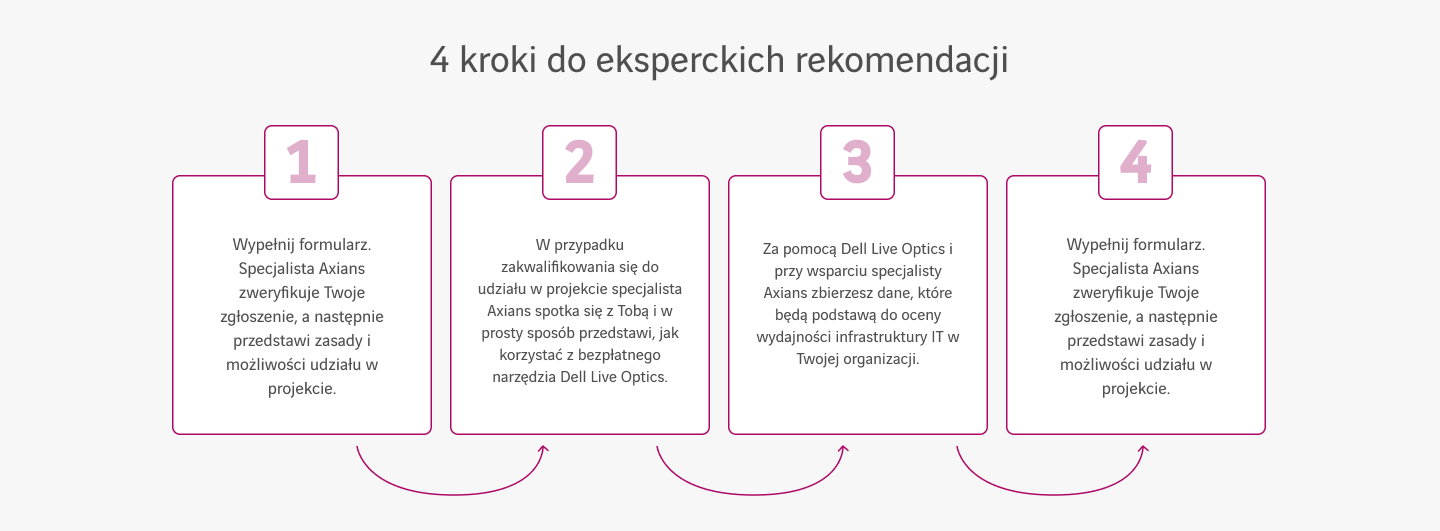 4 kroki do eksperckich rekomendacji
1
Wypełnij formularz.
Specjalista Axians
zweryfikuje Twoje
zgłoszenie, a następnie
przedstawi zasady i
możliwości udziału w
projekcie.
2
W przypadku
zakwalifikowania się do
udziału w projekcie specjalista
Axians spotka się z Tobą i w
prosty sposób przedstawi, jak
korzystać z bezpłatnego
narzędzia Dell Live Optics.
3
Za pomocą Dell Live Optics i
przy wsparciu specjalisty
Axians zbierzesz dane, które
będą podstawą do oceny
wydajności infrastruktury IT w
Twojej organizacji.
4
Wypełnij formularz.
Specjalista Axians
zweryfikuje Twoje
zgłoszenie, a następnie
przedstawi zasady i
możliwości udziału w
projekcie.